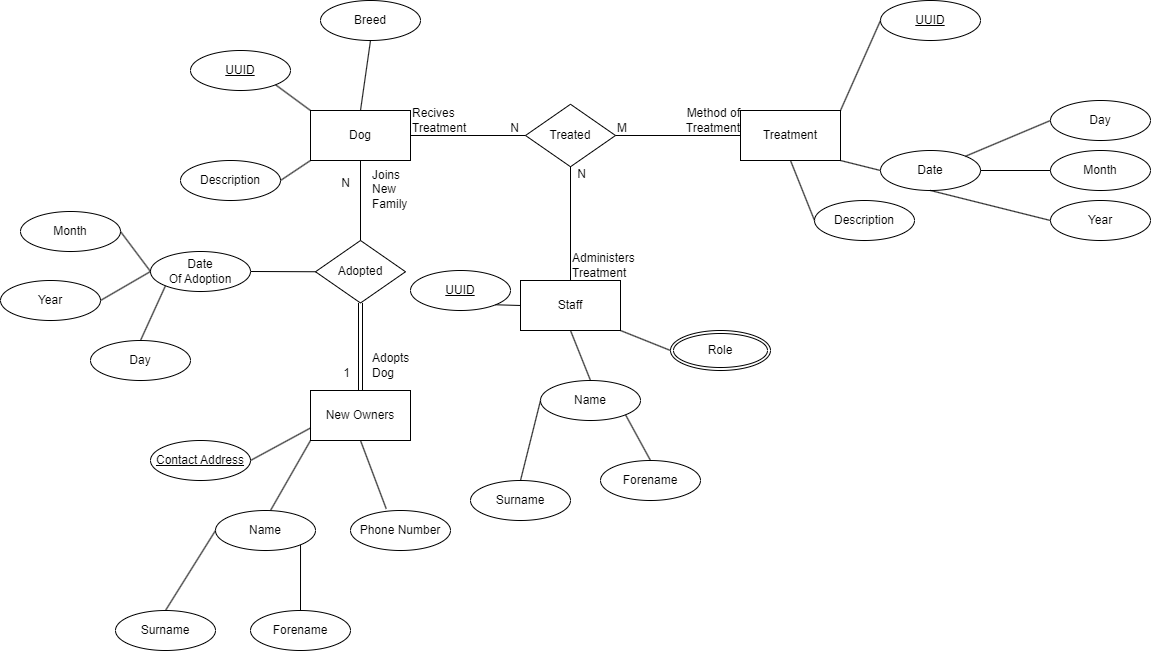 Breed
UUID
UUID
Recives
Treatment
Method of
Treatment
Dog
N
Treated
M
Treatment
Day
Date
Month
Description
N
Joins
New
Family
N
Description
Year
Month
Date
Of Adoption
Adopted
Administers
Treatment
UUID
Staff
Year
Day
1
Adopts
Dog
Role
New Owners
Name
Contact Address
Surname
Forename
Name
Phone Number
Surname
Forename